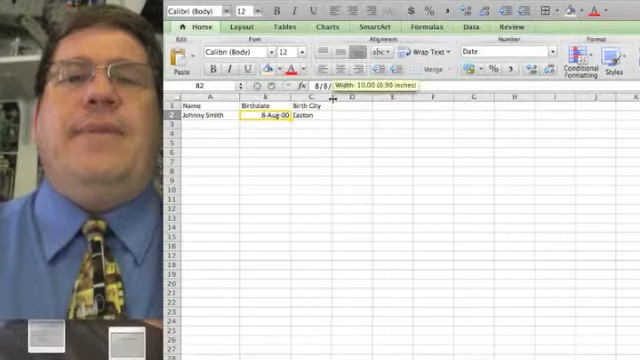 Calibri (Body) 12 B I U $ %
Home Layout Tables Charts SmartArt Formulas Data Review
Edit Font Alignment Number Format
Calibri (Body) 12 abc Wrap Text Date
Paste B I U Merge % Conditional Formatting Styles
B2 fx 8/8/ Width: 10.00 (0.90 inches)
A B C D E F G H I J K
1 Name Birthdate Birth City
2 Johnny Smith 8-Aug-00 Easton
3
4
5
6
7
8
9
10
11
12
13
14
15
16
17
18
19
20
21
22
23
24
25
26
27
28